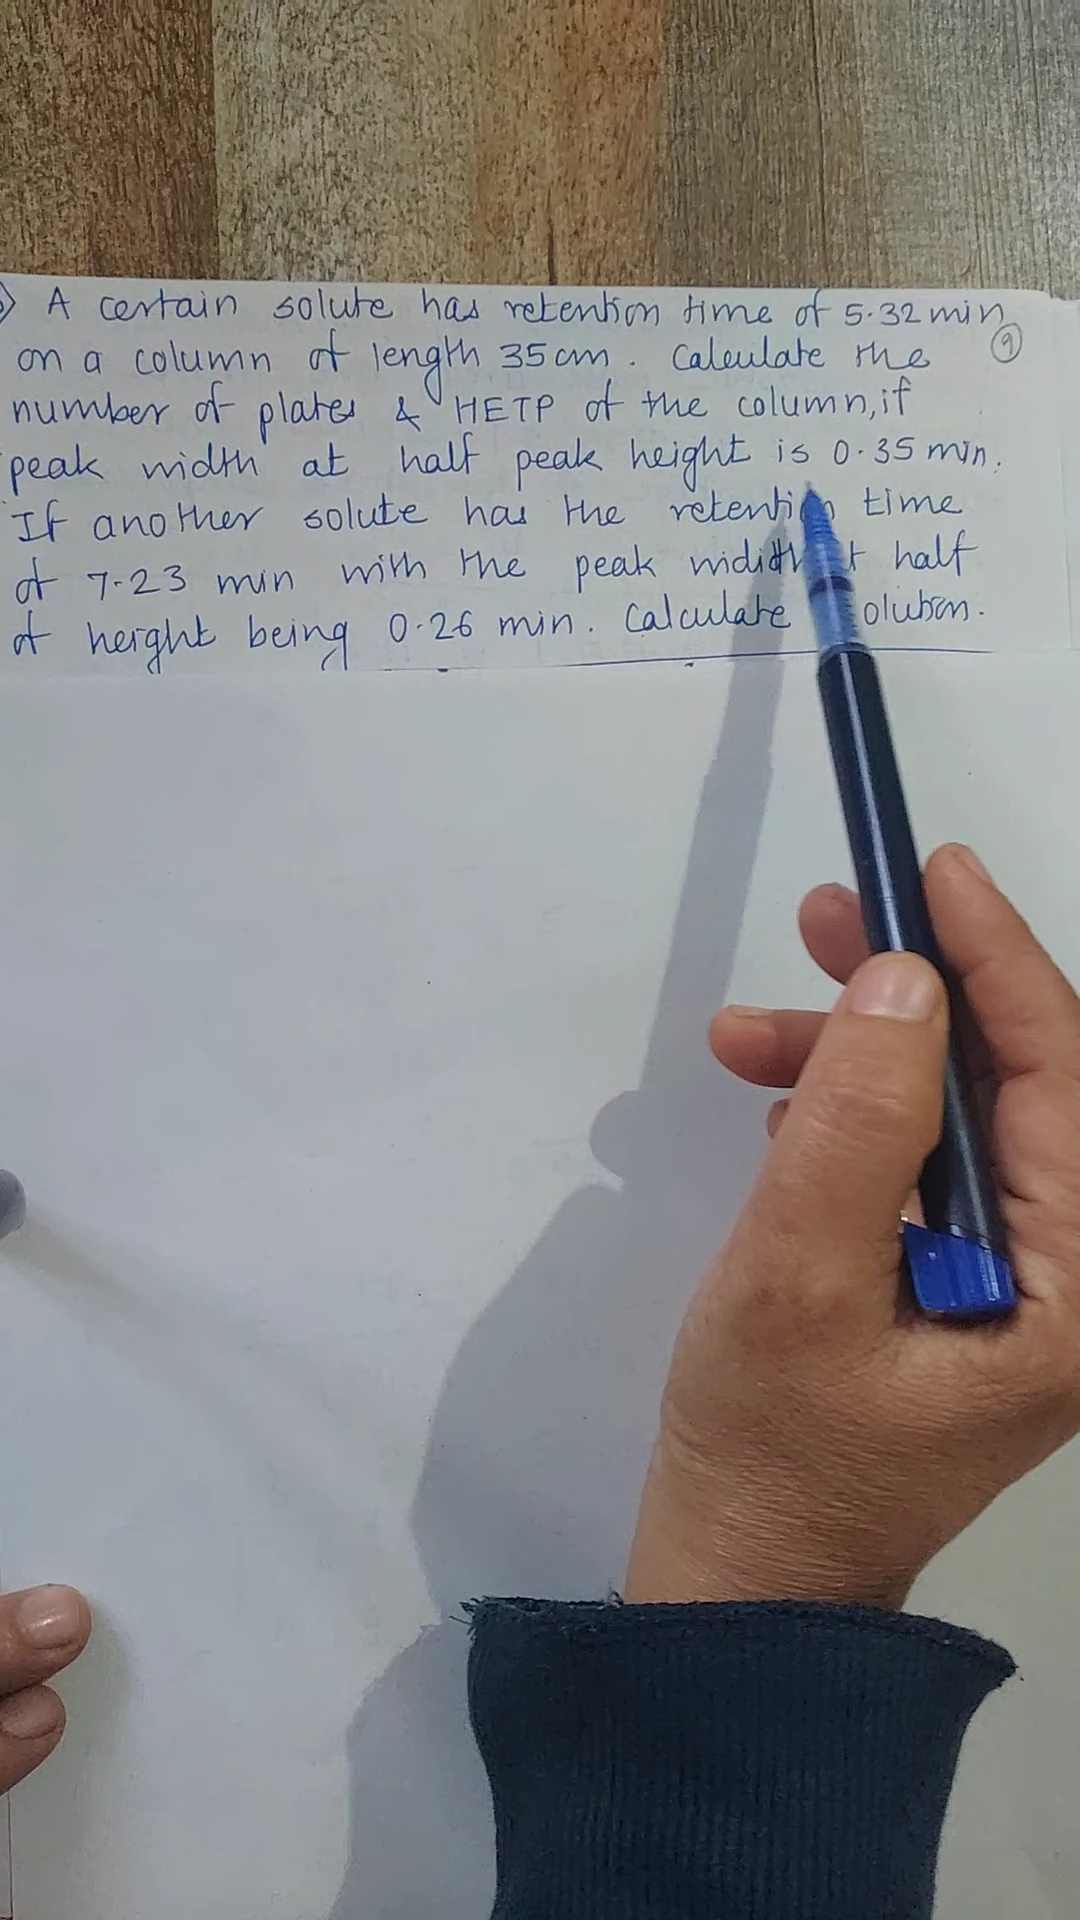 A certain solute has retention time of 5.32 min
on a column of length 35 cm. Calculate the 9
number of plates & HETP of the column, if
peak width at half peak height is 0.35 min.
If another solute has the retention time
of 7.23 min with the peak half
of height being 0.26 min. Calculate